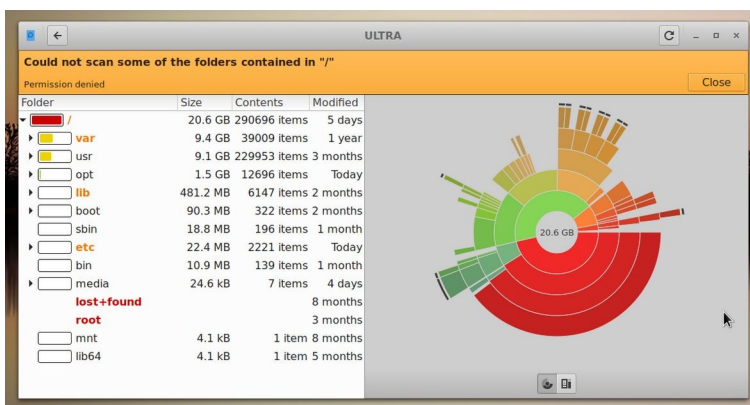 ULTRA
Could not scan some of the folders contained in "/"
Permission denied
Close
Folder Size Contents Modified
/ 20.6 GB 290696 items 5 days
var 9.4 GB 39009 items 1 year
usr 9.1 GB 229953 items 3 months
opt 1.5 GB 12696 items Today
lib 481.2 MB 6147 items 2 months
boot 90.3 MB 322 items 2 months
sbin 18.8 MB 196 items 1 month
etc 22.4 MB 2221 items Today
bin 10.9 MB 139 items 1 month
media 24.6 kB 7 items 4 days
lost+found 8 months
root 3 months
mnt 4.1 kB 1 item 8 months
lib64 4.1 kB 1 item 5 months
20.6 GB